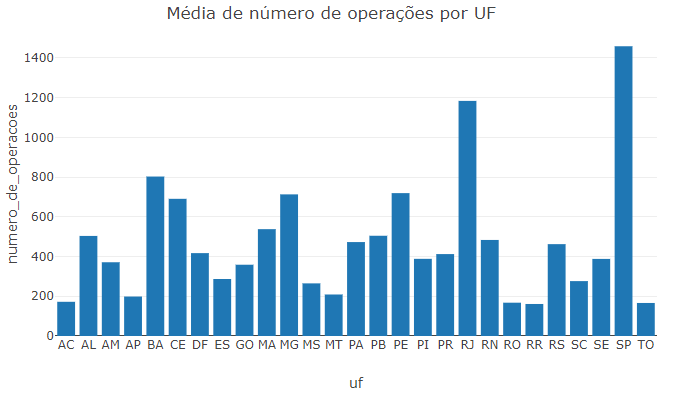 Média de número de operações por UF
numero_de_operacoes
1400
1200
1000
800
600
400
200
0
AC AL AM AP BA CE DF ES GO MA MG MS MT PA PB PE PI PR RJ RN RO RR RS SC SE SP TO
uf